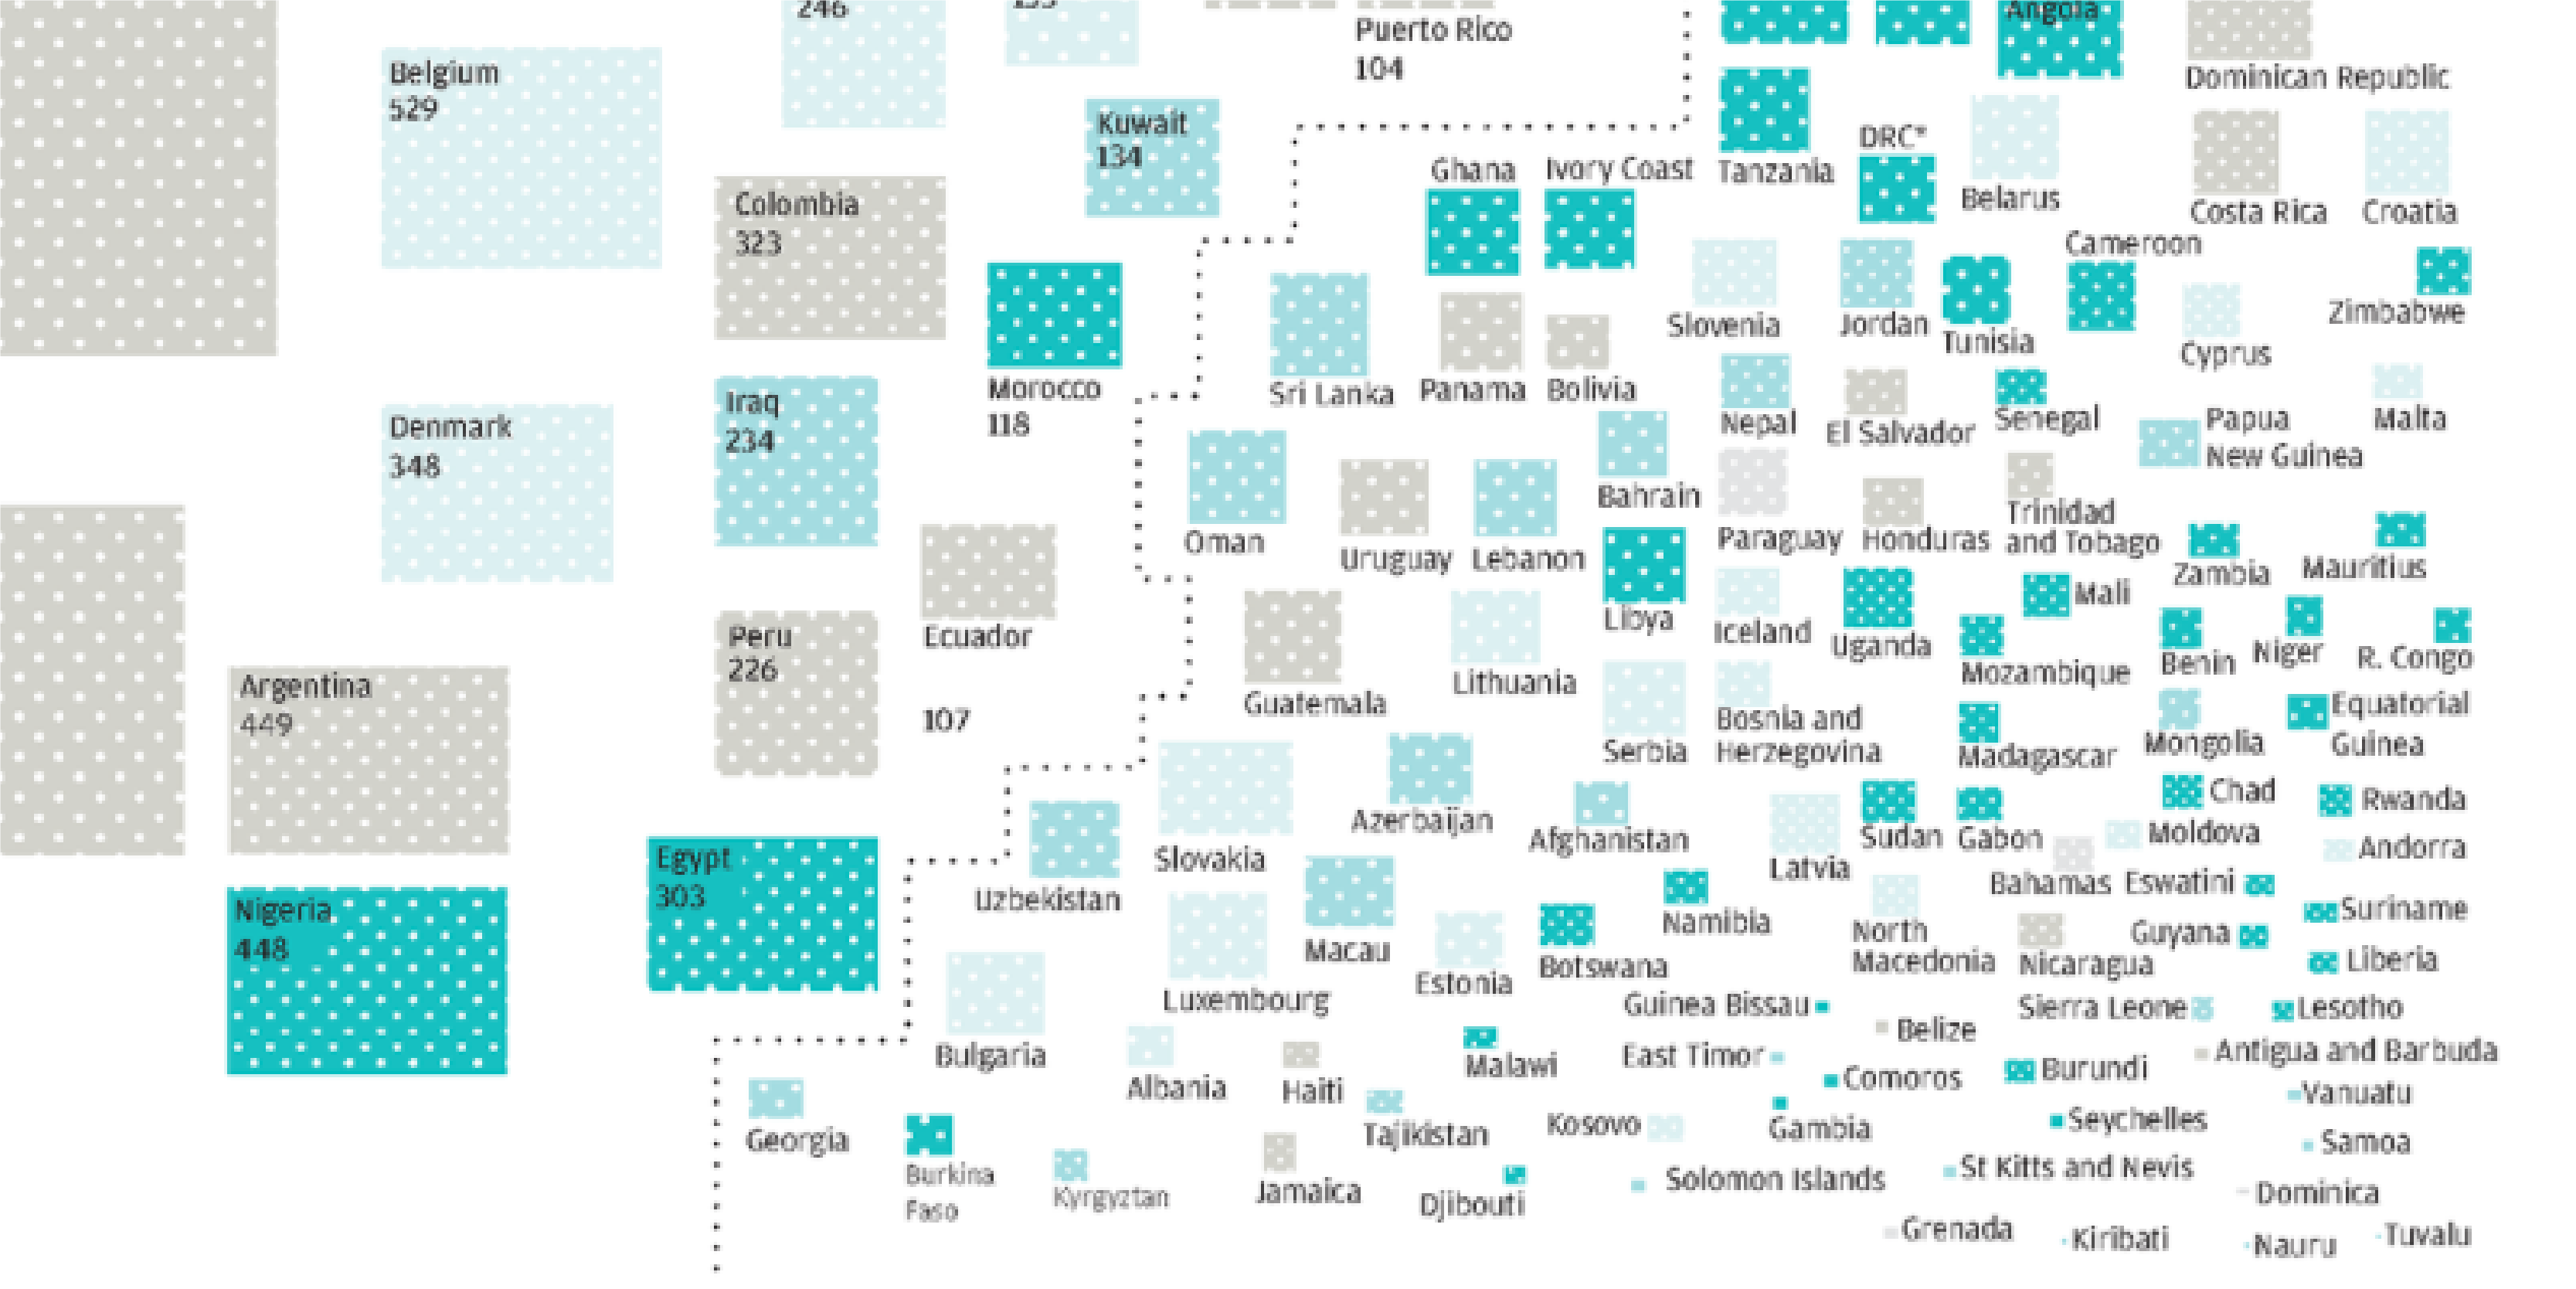 246
Puerto Rico
104
Angola
Dominican Republic
Belgium
529
Kuwait
134
Colombia
323
Ghana
Ivory Coast
Tanzania
DRC*
Belarus
Costa Rica
Croatia
Cameroon
Morocco
118
Sri Lanka
Panama
Bolivia
Slovenia
Jordan
Tunisia
Cyprus
Zimbabwe
Denmark
348
Iraq
234
Nepal
El Salvador
Senegal
Papua
New Guinea
Malta
Oman
Uruguay
Lebanon
Bahrain
Paraguay
Honduras
Trinidad
and Tobago
Zambia
Mauritius
Ecuador
107
Peru
226
Libya
Iceland
Uganda
Mali
Mozambique
Benin
Niger
R. Congo
Argentina
449
Guatemala
Lithuania
Serbia
Bosnia and
Herzegovina
Madagascar
Mongolia
Equatorial
Guinea
Egypt
303
Uzbekistan
Slovakia
Azerbaijan
Afghanistan
Latvia
Sudan
Gabon
Chad
Rwanda
Moldova
Andorra
Nigeria
448
Luxembourg
Macau
Estonia
Botswana
Namibia
North
Macedonia
Bahamas
Eswatini
Nicaragua
Suriname
Guyana
Liberia
Bulgaria
Albania
Haiti
Malawi
Guinea Bissau
Belize
Sierra Leone
Lesotho
East Timor
Comoros
Burundi
Antigua and Barbuda
Vanuatu
Georgia
Burkina
Faso
Kyrgyztan
Jamaica
Tajikistan
Djibouti
Kosovo
Gambia
Seychelles
Samoa
Solomon Islands
St Kitts and Nevis
Dominica
Grenada
Kiribati
Nauru
Tuvalu